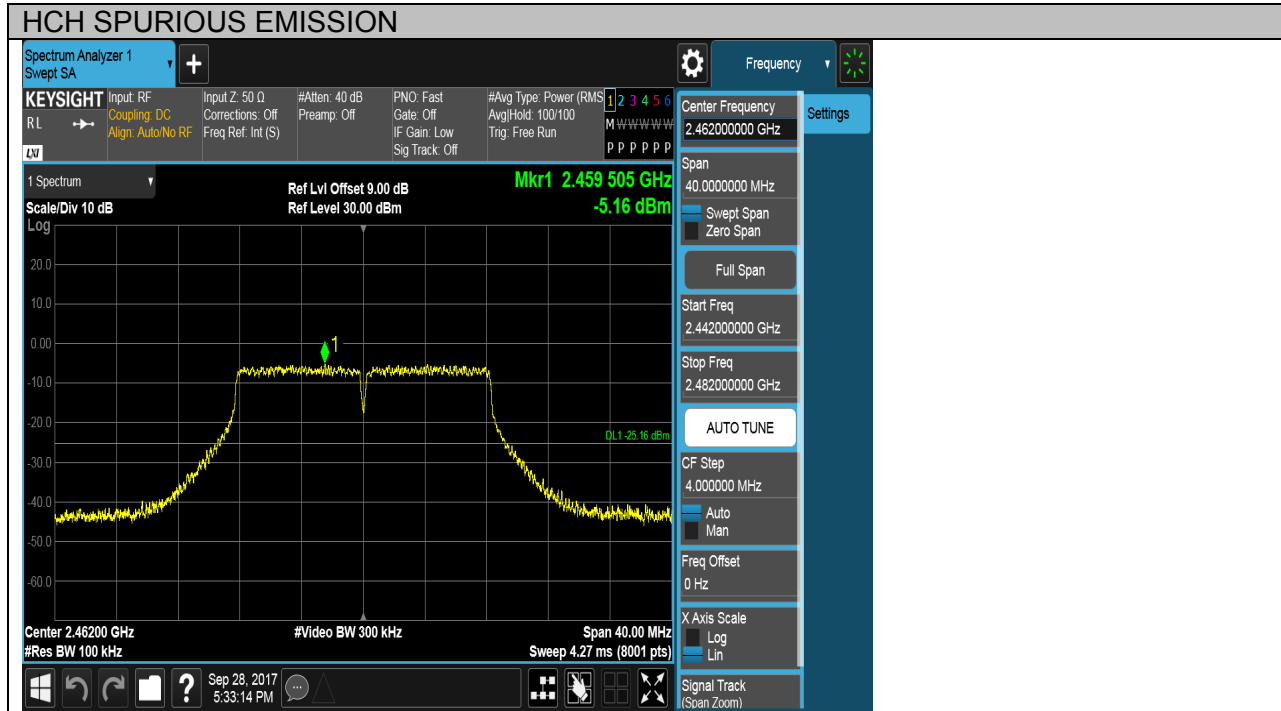 HCH SPURIOUS EMISSION
Spectrum Analyzer 1
Swept SA
Frequency
KEYSIGHT
RL
LXI
Input: RF
Coupling: DC
Align: Auto/No RF
Input Z: 50 Ω
Corrections: Off
Freq Ref: Int (S)
#Atten: 40 dB
Preamp: Off
PNO: Fast
Gate: Off
IF Gain: Low
Sig Track: Off
#Avg Type: Power (RMS
Avg|Hold: 100/100
Trig: Free Run
1 2 3 4 5 6
M W W W W W
P P P P P P
1 Spectrum
Scale/Div 10 dB
Ref Lvl Offset 9.00 dB
Ref Level 30.00 dBm
Mkr1 2.459 505 GHz
-5.16 dBm
Log
20.0
10.0
0.00
-10.0
-20.0
-30.0
-40.0
-50.0
-60.0
1
DL1 -25.16 dBm
Center 2.46200 GHz
#Res BW 100 kHz
#Video BW 300 kHz
Span 40.00 MHz
Sweep 4.27 ms (8001 pts)
Center Frequency
2.462000000 GHz
Settings
Span
40.0000000 MHz
Swept Span
Zero Span
Full Span
Start Freq
2.442000000 GHz
Stop Freq
2.482000000 GHz
AUTO TUNE
CF Step
4.000000 MHz
Auto
Man
Freq Offset
0 Hz
X Axis Scale
Log
Lin
Signal Track
(Span Zoom)
?
Sep 28, 2017
5:33:14 PM